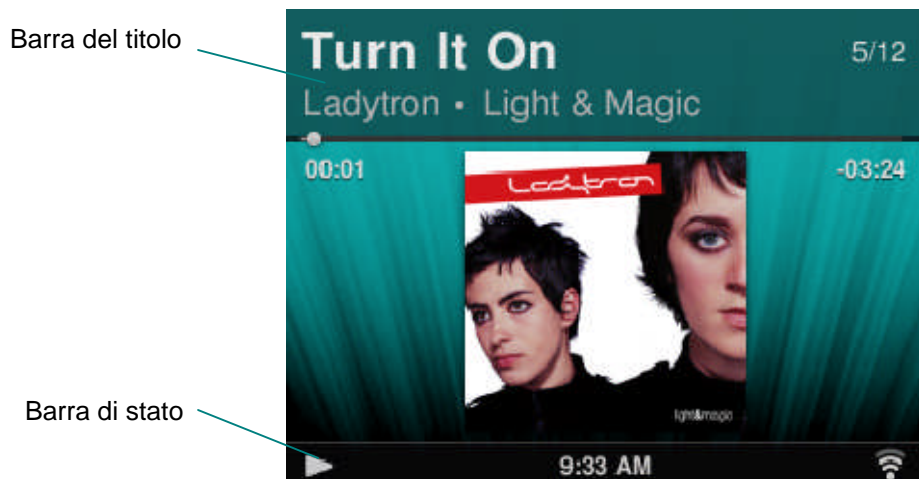 Barra del titolo
Turn It On
5/12
Ladytron • Light & Magic
00:01
-03:24
Ladytron
light&magic
Barra di stato
9:33 AM